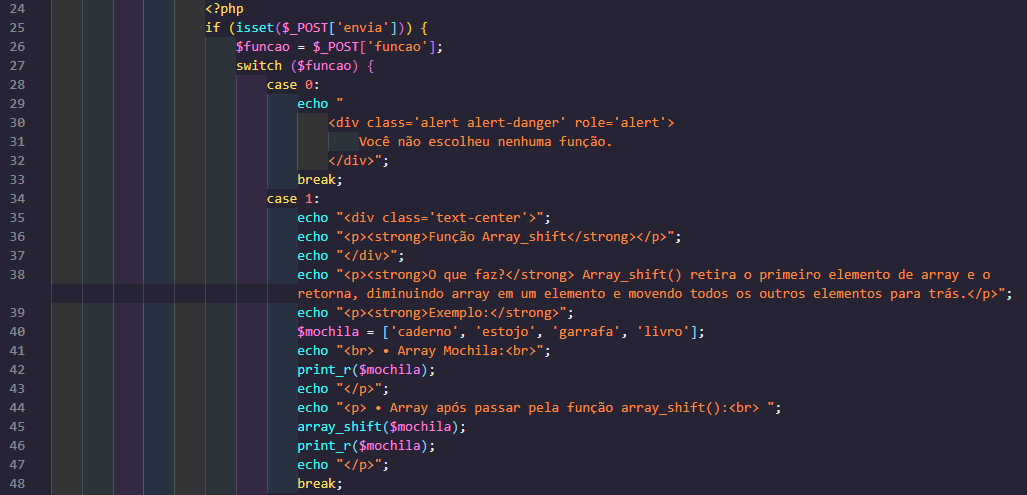 24 <?php
25 if (isset($_POST['envia'])) {
26 $funcao = $_POST['funcao'];
27 switch ($funcao) {
28 case 0:
29 echo "
30 <div class='alert alert-danger' role='alert'>
31 Você não escolheu nenhuma função.
32 </div>";
33 break;
34 case 1:
35 echo "<div class='text-center'>";
36 echo "<p><strong>Função Array_shift</strong></p>";
37 echo "</div>";
38 echo "<p><strong>O que faz?</strong> Array_shift() retira o primeiro elemento de array e o
retorna, diminuindo array em um elemento e movendo todos os outros elementos para trás.</p>";
39 echo "<p><strong>Exemplo:</strong>";
40 $mochila = ['caderno', 'estojo', 'garrafa', 'livro'];
41 echo "<br> • Array Mochila:<br>";
42 print_r($mochila);
43 echo "</p>";
44 echo "<p> • Array após passar pela função array_shift():<br> ";
45 array_shift($mochila);
46 print_r($mochila);
47 echo "</p>";
48 break;